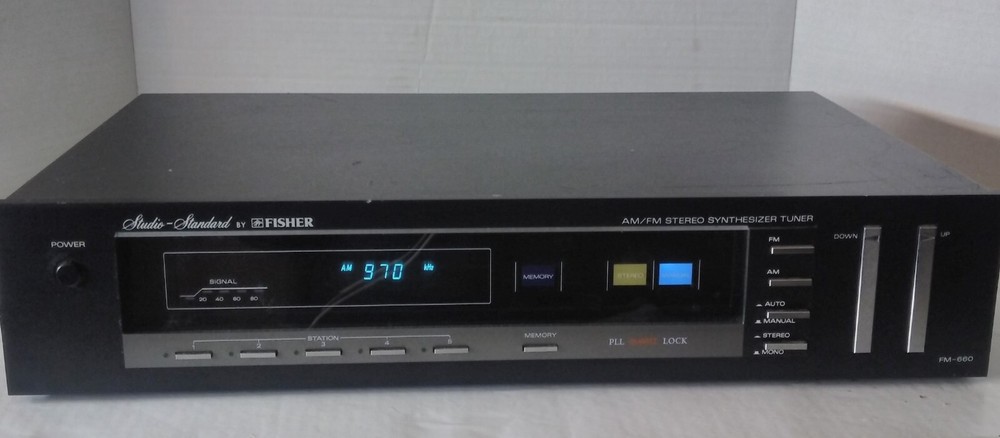 Studio-Standard BY FISHER
AM/FM STEREO SYNTHESIZER TUNER
POWER
SIGNAL
20 40 60 80
AM 970 kHz
MEMORY
STEREO
FM
AM
AUTO
MANUAL
STEREO
MONO
DOWN
UP
STATION
1 2 3 4 5
MEMORY
PLL LOCK
FM-660